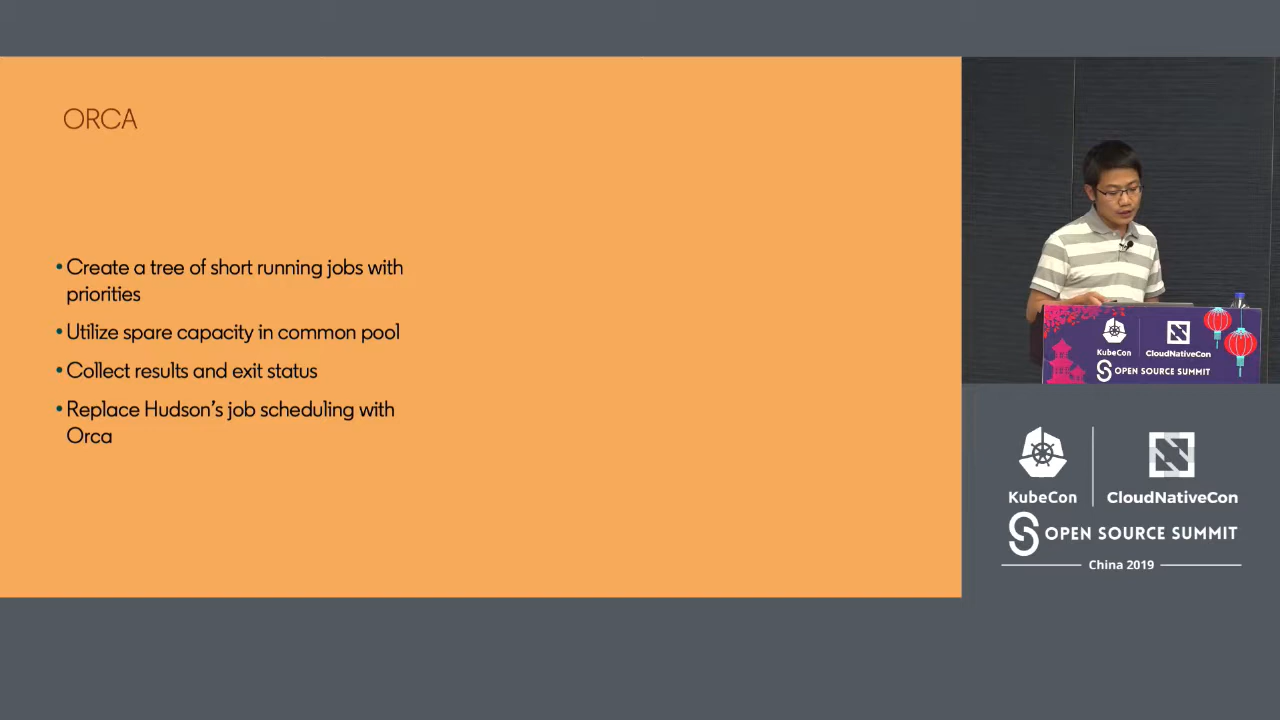 ORCA
• Create a tree of short running jobs with
priorities
• Utilize spare capacity in common pool
• Collect results and exit status
• Replace Hudson's job scheduling with
Orca
KubeCon
CloudNativeCon
OPEN SOURCE SUMMIT
KubeCon
CloudNativeCon
OPEN SOURCE SUMMIT
China 2019